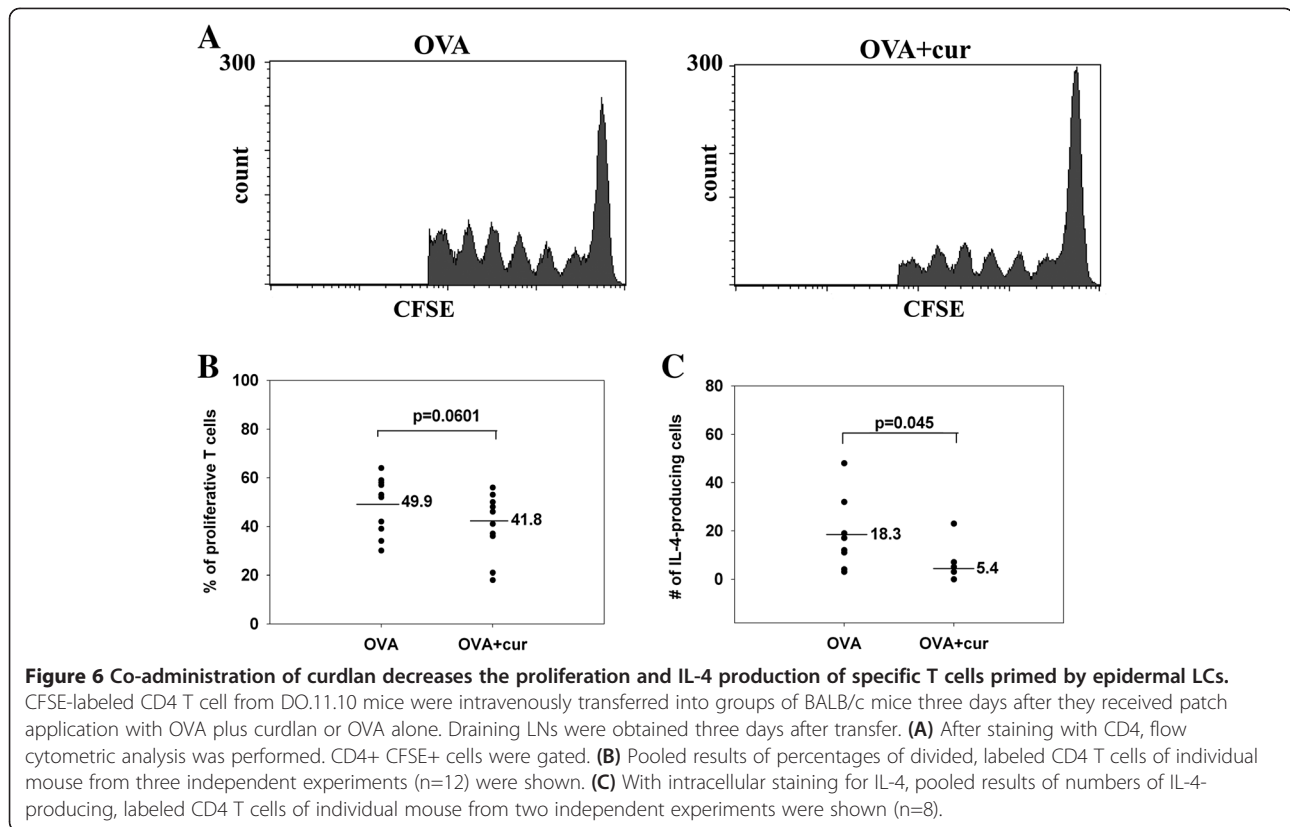 A
OVA
OVA+cur
300
300
count
count
CFSE
CFSE
B
C
100
80
60
40
20
0
% of proliferative T cells
p=0.0601
49.9
41.8
OVA
OVA+cur
80
60
40
20
0
# of IL-4-producing cells
p=0.045
18.3
5.4
OVA
OVA+cur
Figure 6 Co-administration of curdlan decreases the proliferation and IL-4 production of specific T cells primed by epidermal LCs.
CFSE-labeled CD4 T cell from DO.11.10 mice were intravenously transferred into groups of BALB/c mice three days after they received patch
application with OVA plus curdlan or OVA alone. Draining LNs were obtained three days after transfer. (A) After staining with CD4, flow
cytometric analysis was performed. CD4+ CFSE+ cells were gated. (B) Pooled results of percentages of divided, labeled CD4 T cells of individual
mouse from three independent experiments (n=12) were shown. (C) With intracellular staining for IL-4, pooled results of numbers of IL-4-
producing, labeled CD4 T cells of individual mouse from two independent experiments were shown (n=8).